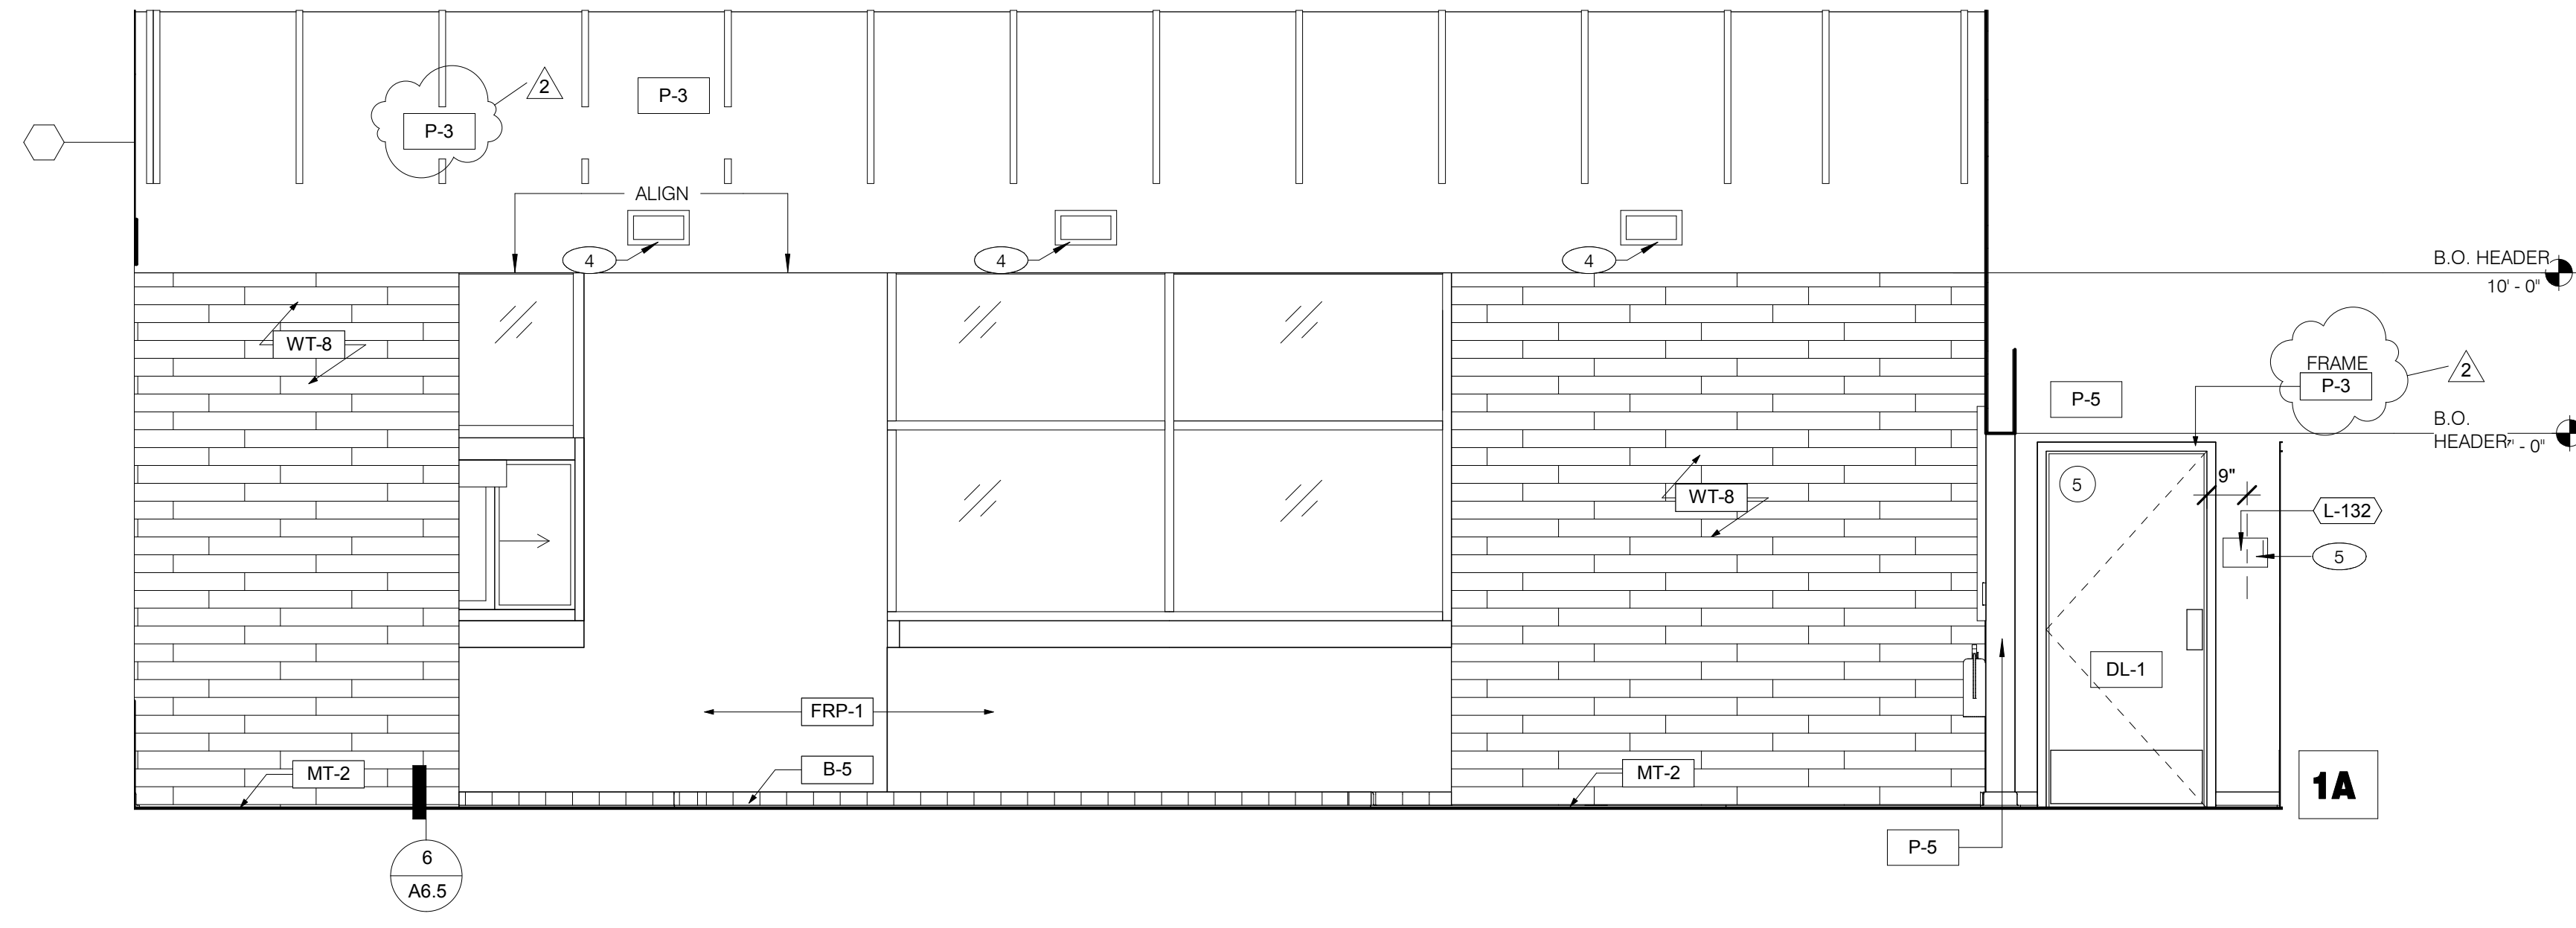 2
P-3
P-3
ALIGN
4
4
4
B.O. HEADER
10' - 0"
WT-8
FRAME
P-3
2
P-5
B.O.
HEADER
' - 0"
5
9"
WT-8
L-132
5
DL-1
FRP-1
B-5
MT-2
MT-2
1A
P-5
6
A6.5